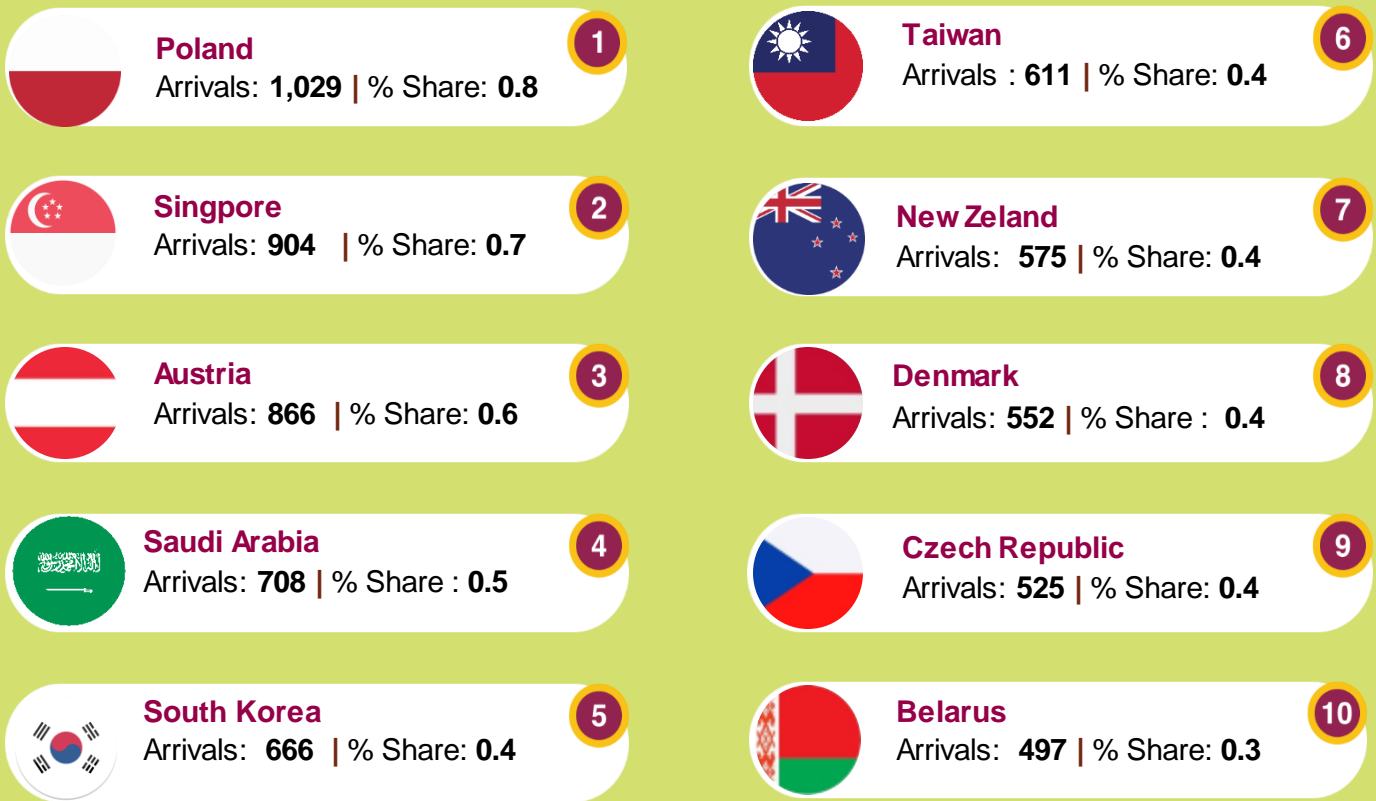 Poland
Arrivals: 1,029 | % Share: 0.8
1
Singpore
Arrivals: 904 | % Share: 0.7
2
Austria
Arrivals: 866 | % Share: 0.6
3
Saudi Arabia
Arrivals: 708 | % Share : 0.5
4
South Korea
Arrivals: 666 | % Share: 0.4
5
Taiwan
Arrivals : 611 | % Share: 0.4
6
New Zeland
Arrivals: 575 | % Share: 0.4
7
Denmark
Arrivals: 552 | % Share : 0.4
8
Czech Republic
Arrivals: 525 | % Share: 0.4
9
Belarus
Arrivals: 497 | % Share: 0.3
10